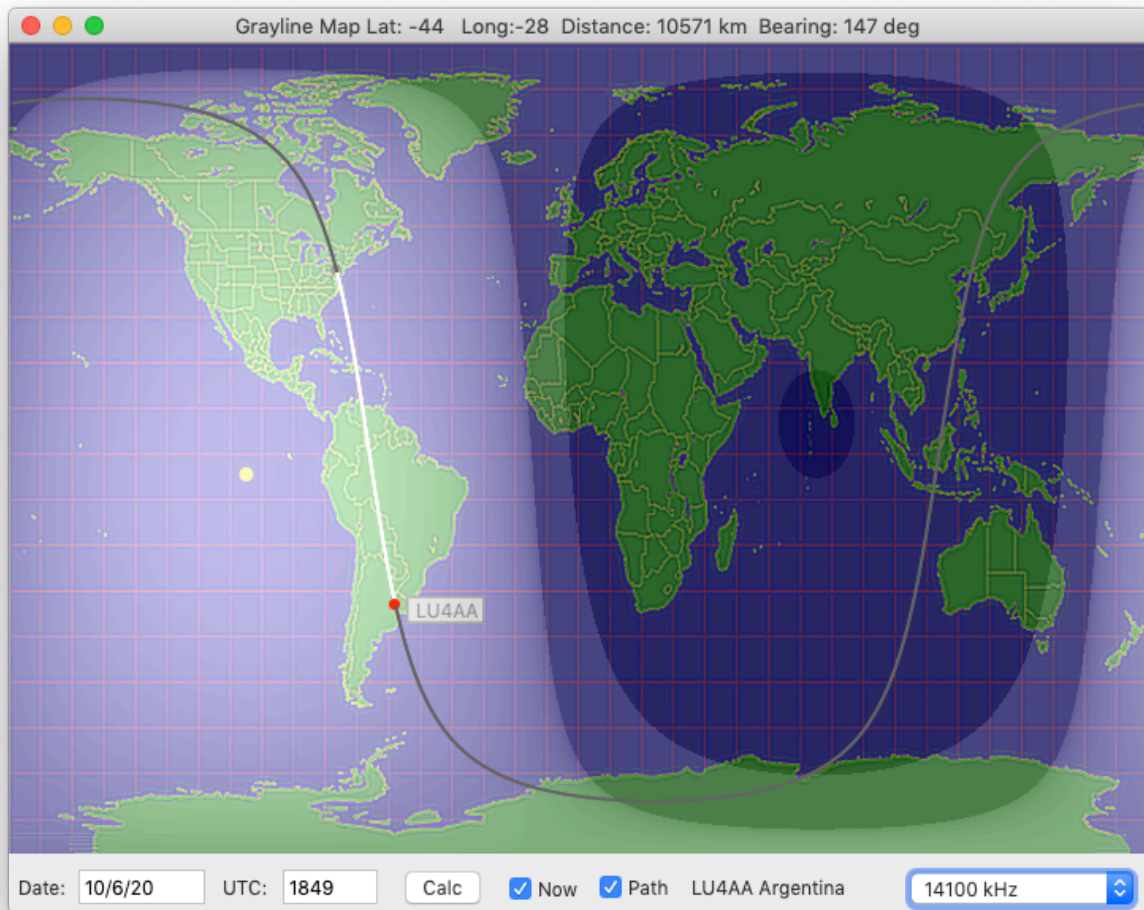 Grayline Map Lat: -44 Long:-28 Distance: 10571 km Bearing: 147 deg
LU4AA
Date: 10/6/20 UTC: 1849 Calc Now Path LU4AA Argentina 14100 kHz